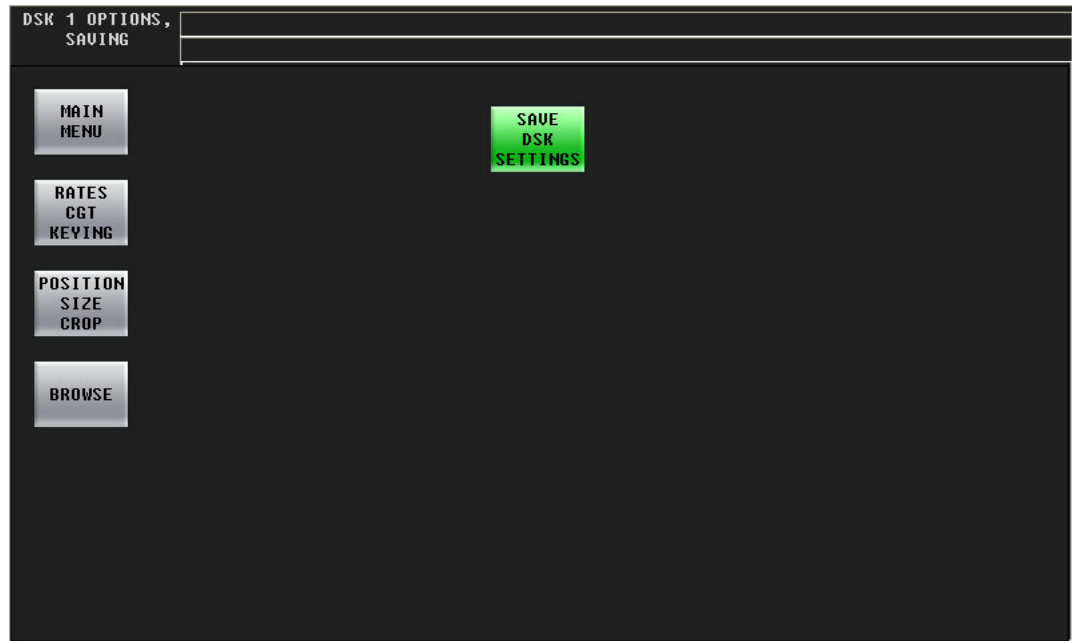 DSK 1 OPTIONS,
SAVING
MAIN
MENU
SAVE
DSK
SETTINGS
RATES
CGT
KEYING
POSITION
SIZE
CROP
BROWSE